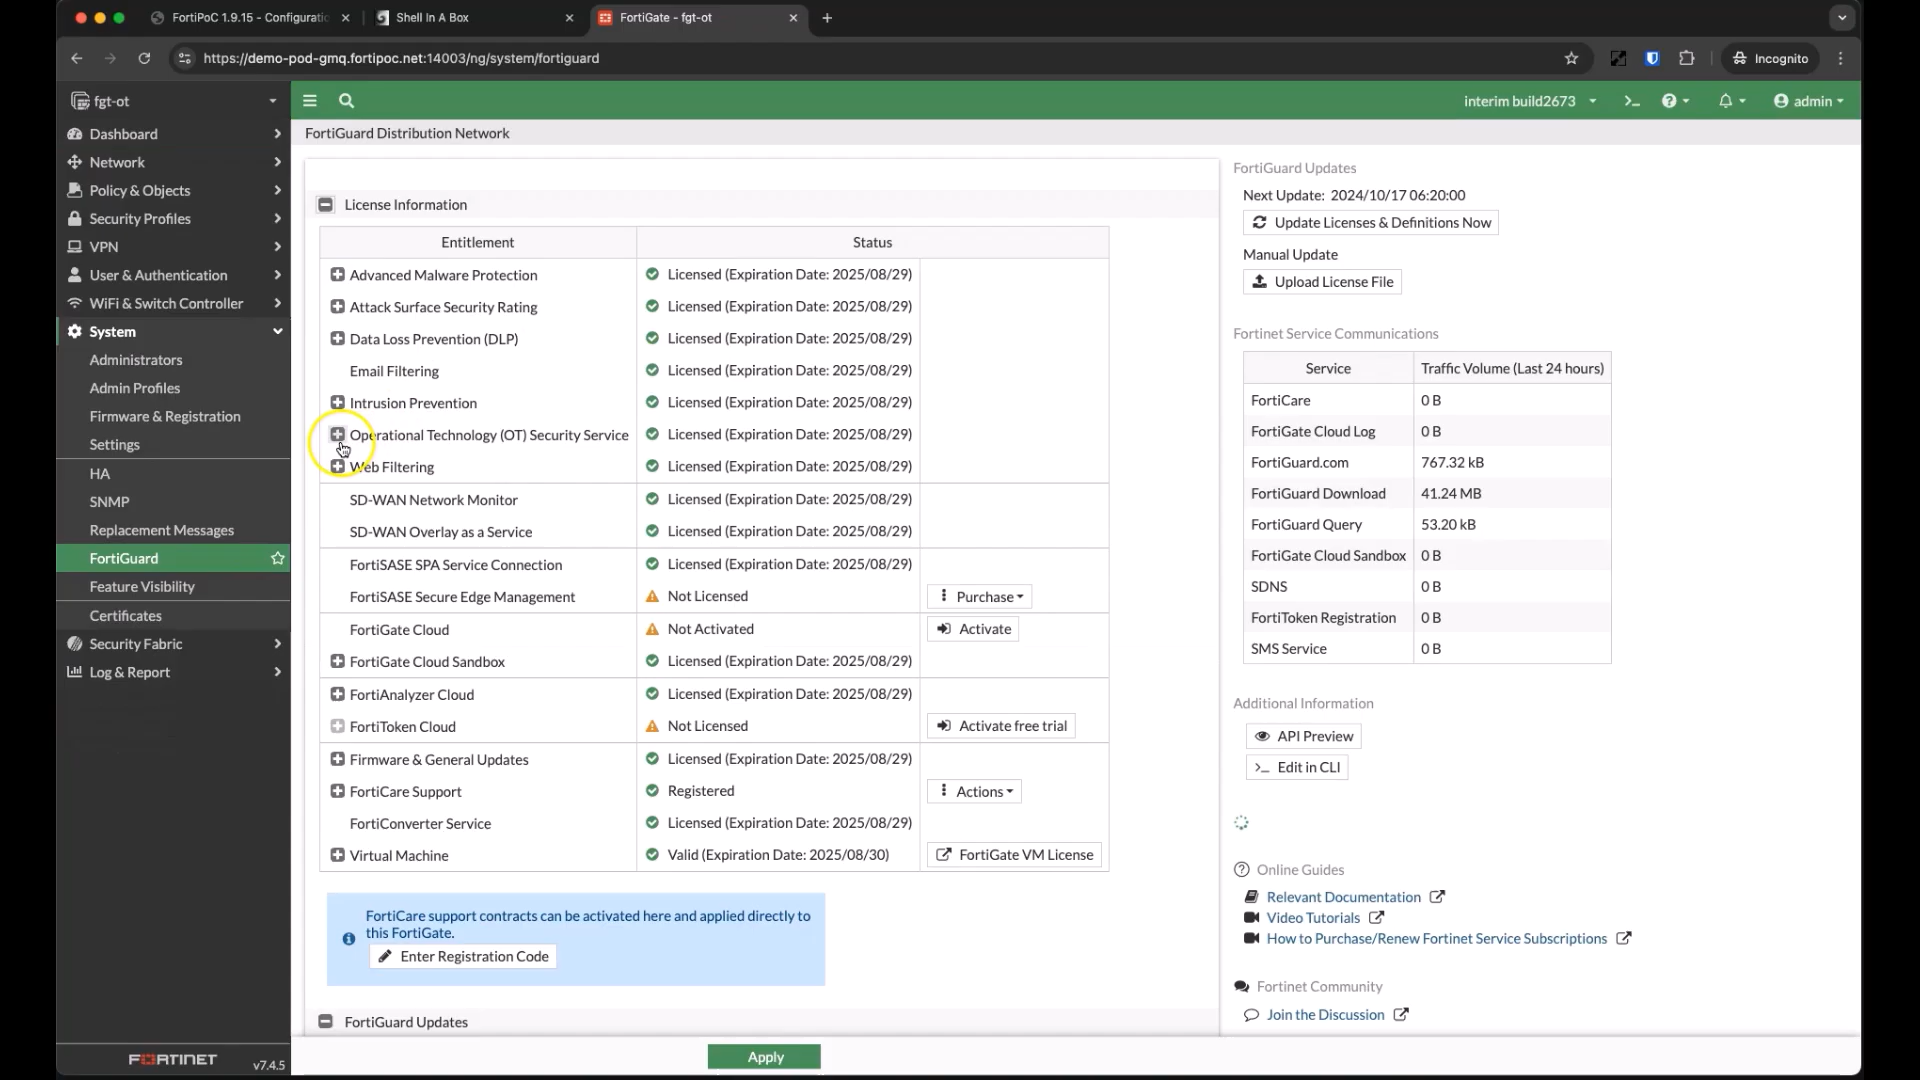 FortiPoC 1.9.15 - Configuratic
Shell In A Box
FortiGate - fgt-ot
https://demo-pod-gmq.fortipoc.net:14003/ng/system/fortiguard
Incognito
fgt-ot
interim build2673
admin
Dashboard
Network
Policy & Objects
Security Profiles
VPN
User & Authentication
WiFi & Switch Controller
System
Administrators
Admin Profiles
Firmware & Registration
Settings
HA
SNMP
Replacement Messages
FortiGuard
Feature Visibility
Certificates
Security Fabric
Log & Report
FORTINET
v7.4.5
FortiGuard Distribution Network
License Information
Entitlement Status
Advanced Malware Protection Licensed (Expiration Date: 2025/08/29)
Attack Surface Security Rating Licensed (Expiration Date: 2025/08/29)
Data Loss Prevention (DLP) Licensed (Expiration Date: 2025/08/29)
Email Filtering Licensed (Expiration Date: 2025/08/29)
Intrusion Prevention Licensed (Expiration Date: 2025/08/29)
Operational Technology (OT) Security Service Licensed (Expiration Date: 2025/08/29)
Web Filtering Licensed (Expiration Date: 2025/08/29)
SD-WAN Network Monitor Licensed (Expiration Date: 2025/08/29)
SD-WAN Overlay as a Service Licensed (Expiration Date: 2025/08/29)
FortiSASE SPA Service Connection Licensed (Expiration Date: 2025/08/29)
FortiSASE Secure Edge Management Not Licensed Purchase
FortiGate Cloud Not Activated Activate
FortiGate Cloud Sandbox Licensed (Expiration Date: 2025/08/29)
FortiAnalyzer Cloud Licensed (Expiration Date: 2025/08/29)
FortiToken Cloud Not Licensed Activate free trial
Firmware & General Updates Licensed (Expiration Date: 2025/08/29)
FortiCare Support Registered Actions
FortiConverter Service Licensed (Expiration Date: 2025/08/29)
Virtual Machine Valid (Expiration Date: 2025/08/30) FortiGate VM License
FortiCare support contracts can be activated here and applied directly to
this FortiGate.
Enter Registration Code
FortiGuard Updates
Apply
FortiGuard Updates
Next Update: 2024/10/17 06:20:00
Update Licenses & Definitions Now
Manual Update
Upload License File
Fortinet Service Communications
Service Traffic Volume (Last 24 hours)
FortiCare 0 B
FortiGate Cloud Log 0 B
FortiGuard.com 767.32 kB
FortiGuard Download 41.24 MB
FortiGuard Query 53.20 kB
FortiGate Cloud Sandbox 0 B
SDNS 0 B
FortiToken Registration 0 B
SMS Service 0 B
Additional Information
API Preview
>_ Edit in CLI
Online Guides
Relevant Documentation
Video Tutorials
How to Purchase/Renew Fortinet Service Subscriptions
Fortinet Community
Join the Discussion